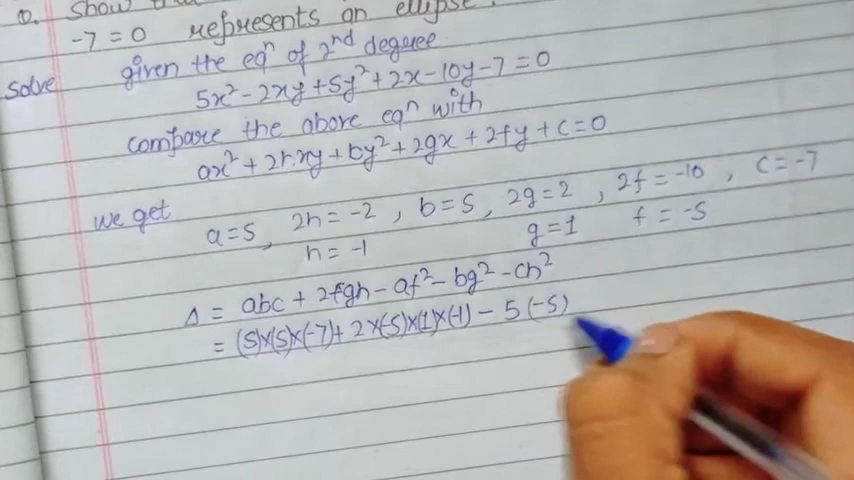 Q. Show that
-7 = 0 represents an ellipse.
Solve given the eqⁿ of 2ⁿᵈ degree
5x² - 2xy + 5y² + 2x - 10y - 7 = 0
compare the above eqⁿ with
ax² + 2hxy + by² + 2gx + 2fy + c = 0
we get
a = 5, 2h = -2, b = 5, 2g = 2, 2f = -10, c = -7
h = -1 g = 1 f = -5
Δ = abc + 2fgh - af² - bg² - ch²
= (5)×(5)×(-7) + 2×(-5)×(1)×(-1) - 5(-5)